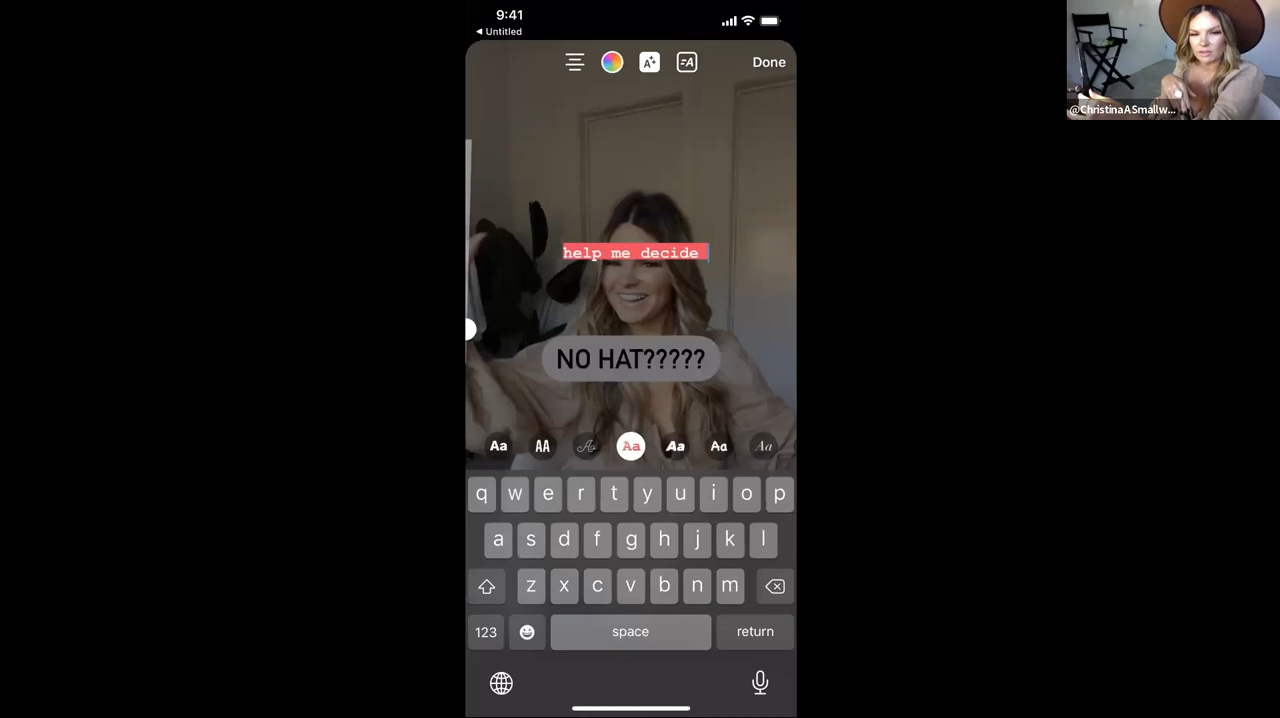 9:41
◀ Untitled
Done
@ChristinaASmallw...
help me decide
NO HAT?????
Aa AA Aa Aa Aa Aa Aa
q w e r t y u i o p
a s d f g h j k l
z x c v b n m
123 space return